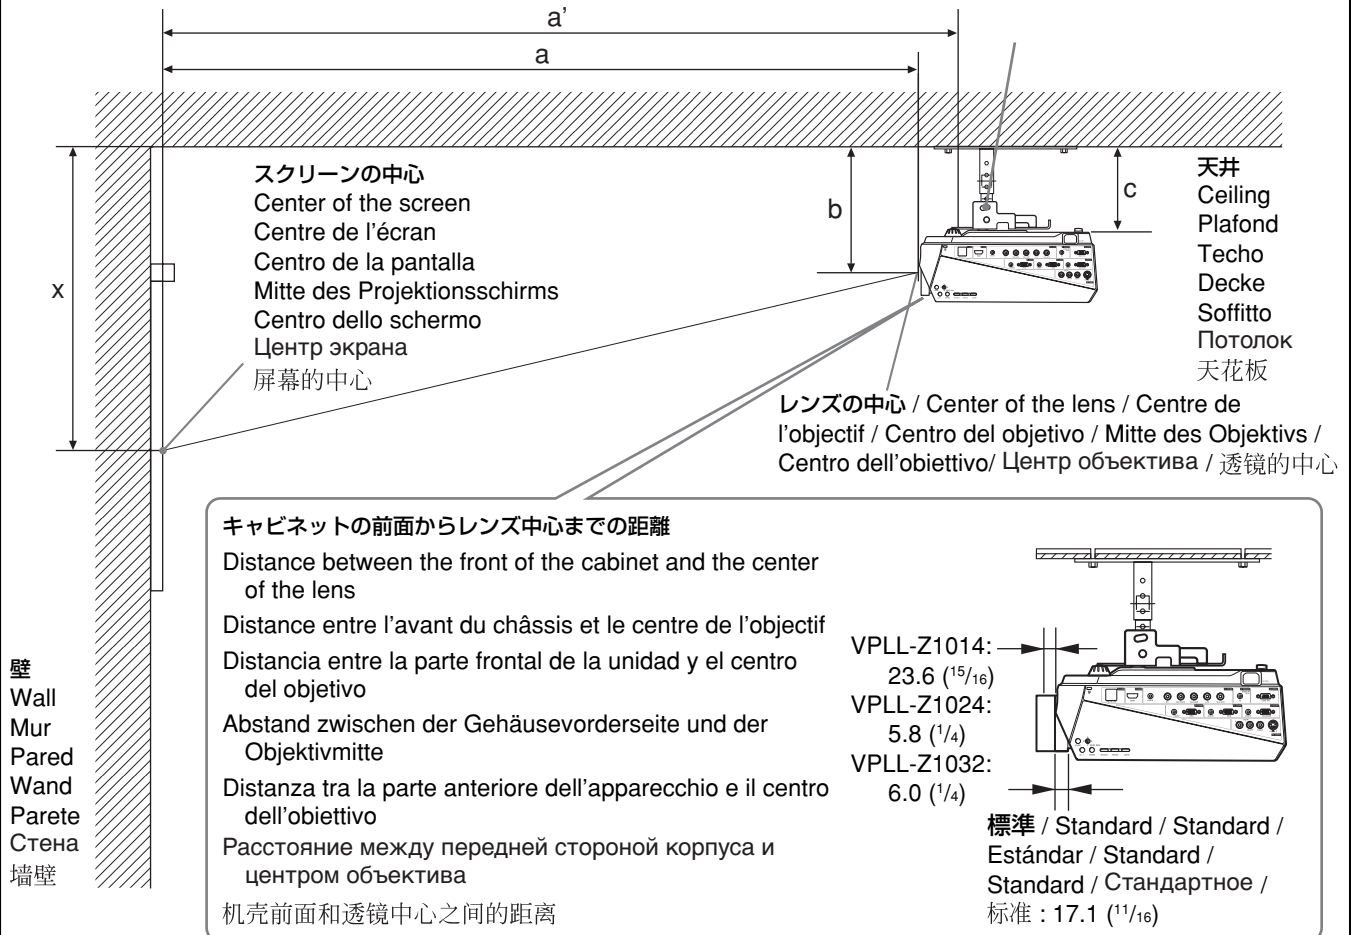 a'
a
スクリーンの中心
Center of the screen
Centre de l'écran
Centro de la pantalla
Mitte des Projektionsschirms
Centro dello schermo
Центр экрана
屏幕的中心
x
b
c
天井
Ceiling
Plafond
Techo
Decke
Soffitto
Потолок
天花板
レンズの中心 / Center of the lens / Centre de
l'objectif / Centro del objetivo / Mitte des Objektivs /
Centro dell'obiettivo/ Центр объектива / 透镜的中心
壁
Wall
Mur
Pared
Wand
Parete
Стена
墙壁
キャビネットの前面からレンズ中心までの距離
Distance between the front of the cabinet and the center
of the lens
Distance entre l'avant du châssis et le centre de l'objectif
Distancia entre la parte frontal de la unidad y el centro
del objetivo
Abstand zwischen der Gehäusevorderseite und der
Objektivmitte
Distanza tra la parte anteriore dell'apparecchio e il centro
dell'obiettivo
Расстояние между передней стороной корпуса и
центром объектива
机壳前面和透镜中心之间的距离
VPLL-Z1014:
23.6 (15/16)
VPLL-Z1024:
5.8 (1/4)
VPLL-Z1032:
6.0 (1/4)
標準 / Standard / Standard /
Estándar / Standard /
Standard / Стандартное /
标准 : 17.1 (11/16)